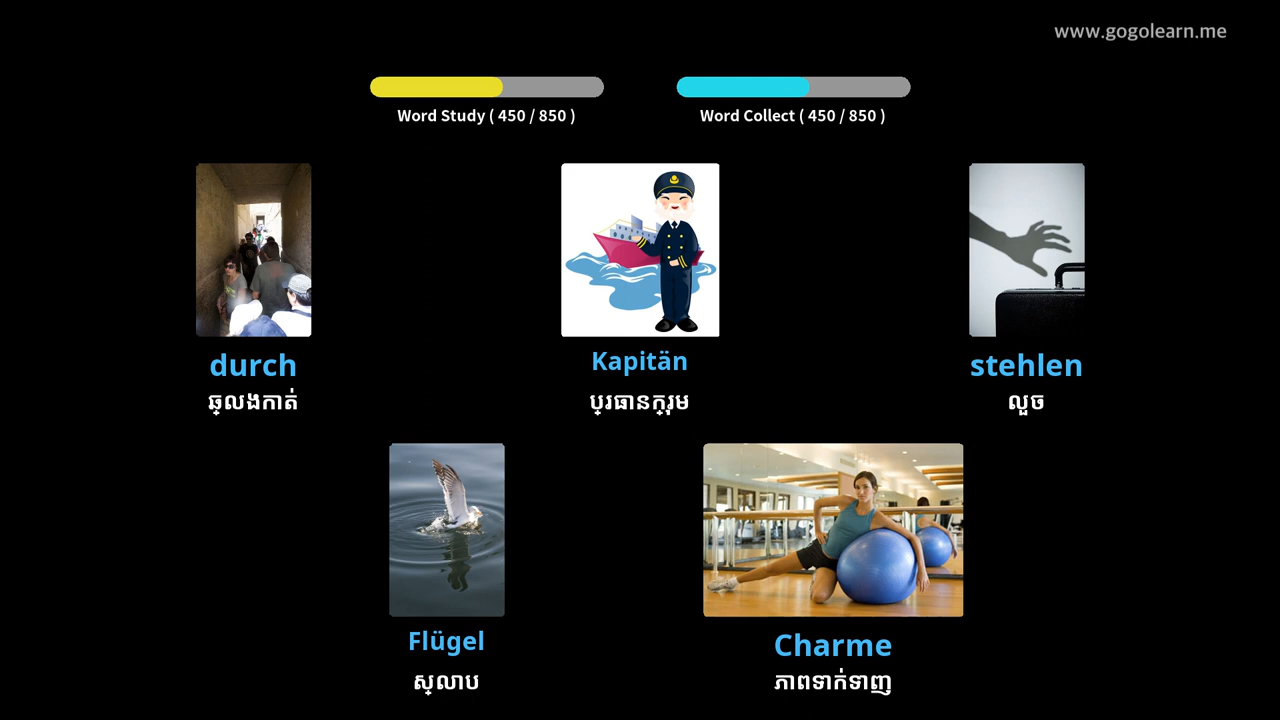 www.gogolearn.me
Word Study ( 450 / 850 )
Word Collect ( 450 / 850 )
durch
ឆ្លងកាត់
Kapitän
ប្រធានក្រុម
stehlen
លួច
Flügel
ស្លាប
Charme
ភាពទាក់ទាញ